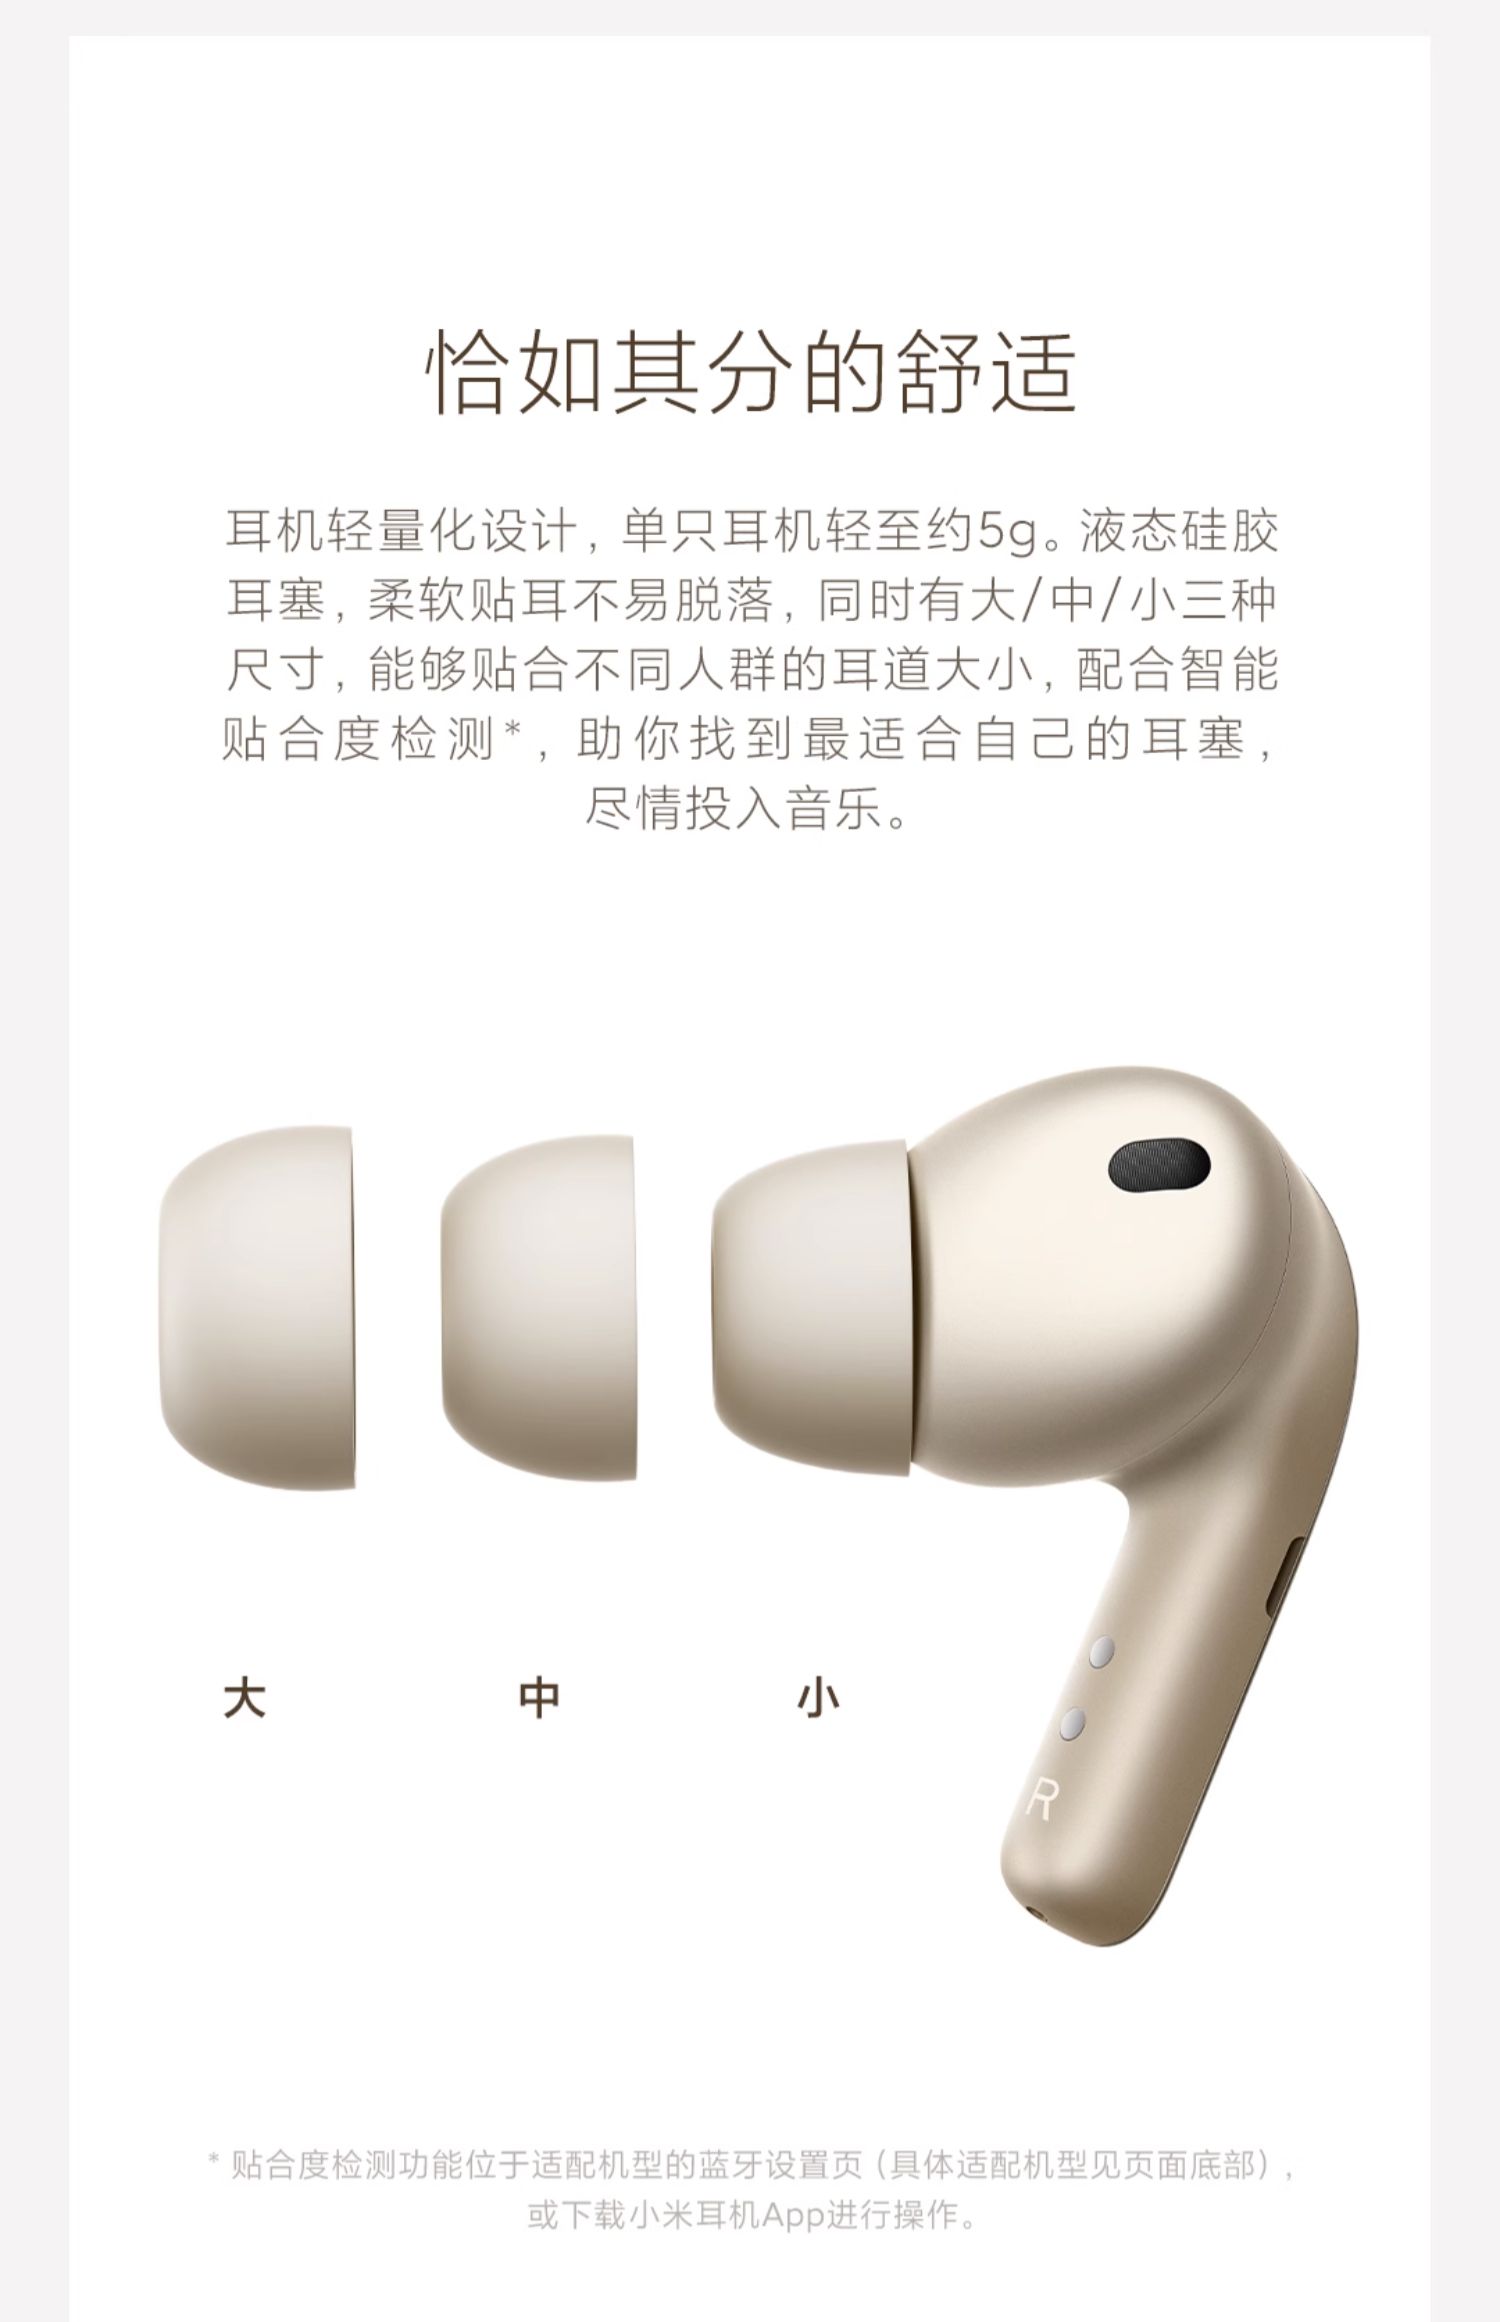 恰如其分的舒适
耳机轻量化设计，单只耳机轻至约5g。液态硅胶
耳塞，柔软贴耳不易脱落，同时有大/中/小三种
尺寸，能够贴合不同人群的耳道大小，配合智能
贴合度检测*，助你找到最适合自己的耳塞，
尽情投入音乐。
大
中
小
R
* 贴合度检测功能位于适配机型的蓝牙设置页（具体适配机型见页面底部），
或下载小米耳机App进行操作。